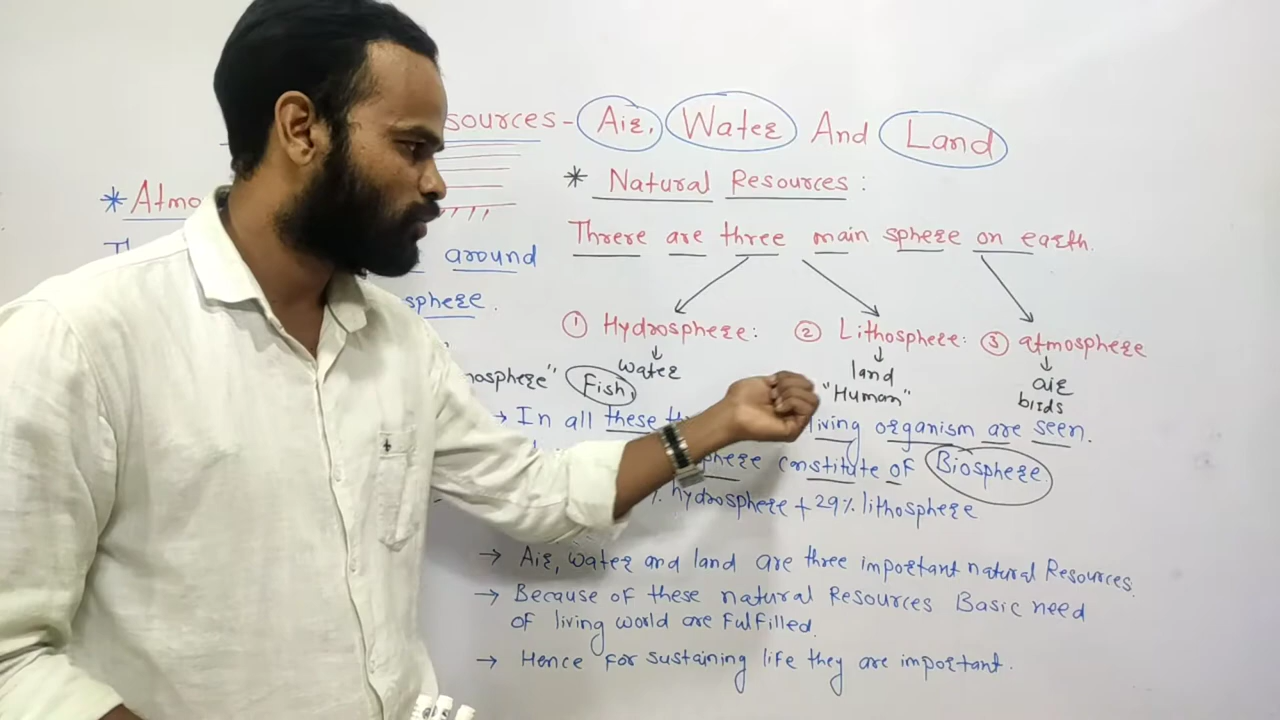 sources- Air, Water And Land
* Atmo
around
sphere.
mosphere"
* Natural Resources:
Threre are three main sphere on earth.
① Hydrosphere: ② Lithosphere: ③ atmosphere
water land air
Fish, "Human" birds
→ In all these living organism are seen.
sphere constitute of Biosphere
% hydrosphere + 29% lithosphere
→ Air, water and land are three important natural Resources.
→ Because of these natural Resources Basic need
of living world are Fulfilled.
→ Hence for sustaining life they are important.